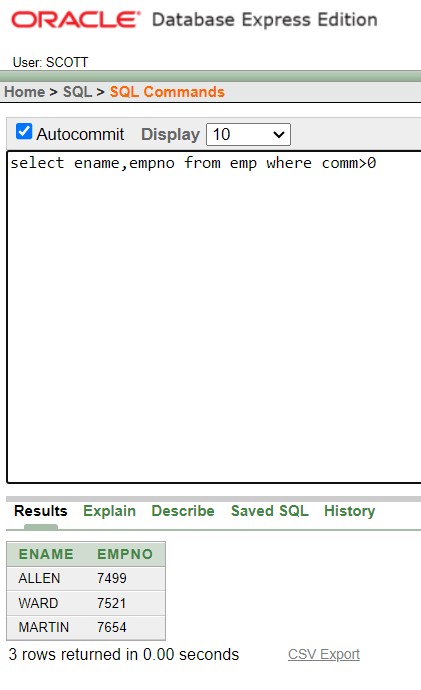 ORACLE® Database Express Edition
User: SCOTT
Home > SQL > SQL Commands
Autocommit Display 10
select ename,empno from emp where comm>0
Results Explain Describe Saved SQL History
ENAME EMPNO
ALLEN 7499
WARD 7521
MARTIN 7654
3 rows returned in 0.00 seconds CSV Export